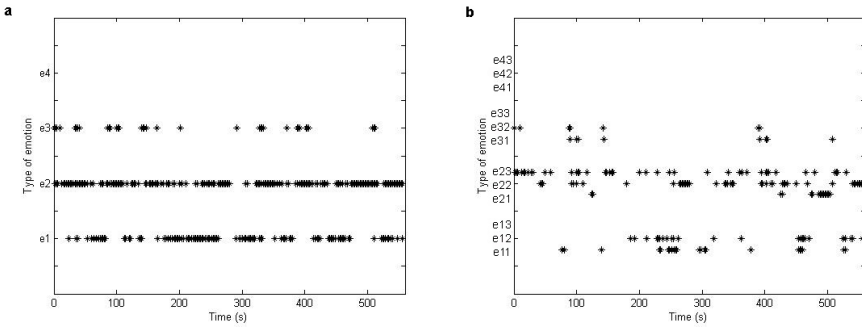 a
e4
e3
e2
e1
Type of emotion
0 100 200 300 400 500
Time (s)
b
e43
e42
e41
e33
e32
e31
e23
e22
e21
e13
e12
e11
Type of emotion
0 100 200 300 400 500
Time (s)